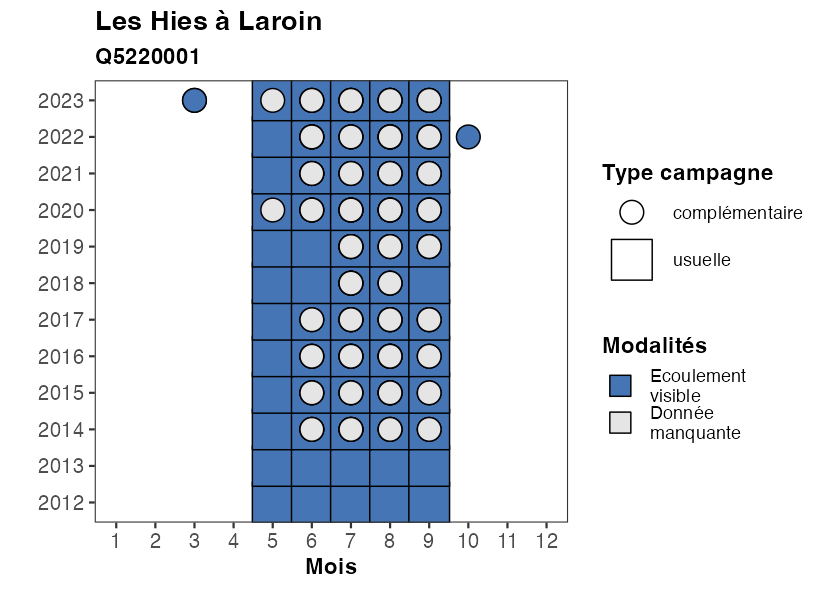 Les Hies à Laroin
Q5220001
2023
2022
2021
2020
2019
2018
2017
2016
2015
2014
2013
2012
1 2 3 4 5 6 7 8 9 10 11 12
Mois
Type campagne
complémentaire
usuelle
Modalités
Ecoulement
visible
Donnée
manquante